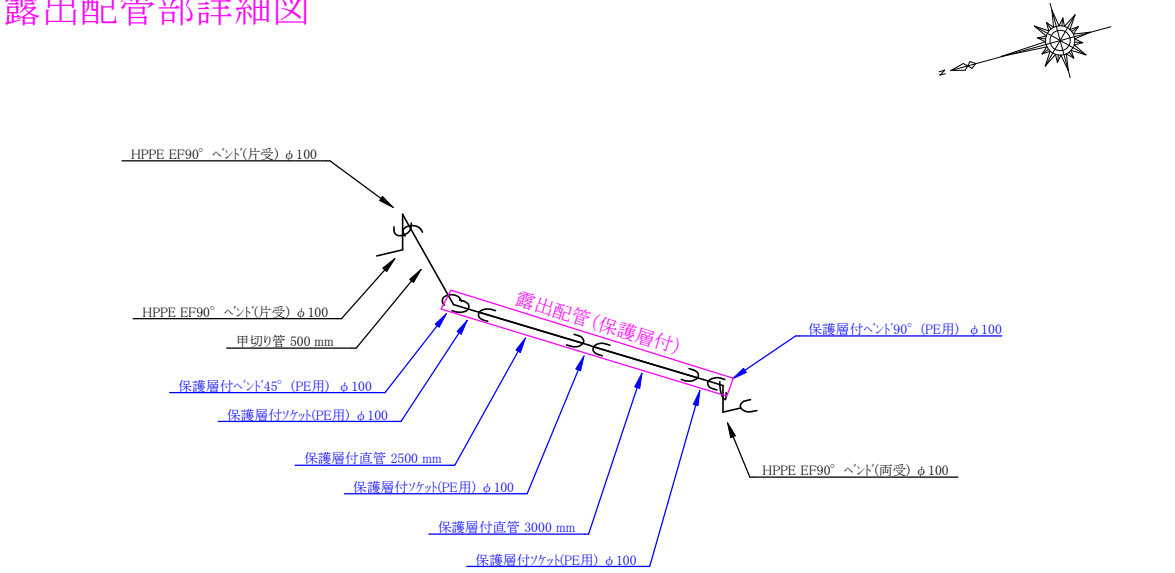 露出配管部詳細図
N
HPPE EF90° ベンド(片受) φ100
HPPE EF90° ベンド(片受) φ100
甲切り管 500 mm
露出配管(保護層付)
保護層付ベンド90° (PE用) φ100
保護層付ベンド45° (PE用) φ100
保護層付ソケット(PE用) φ100
保護層付直管 2500 mm
HPPE EF90° ベンド(両受) φ100
保護層付ソケット(PE用) φ100
保護層付直管 3000 mm
保護層付ソケット(PE用) φ100